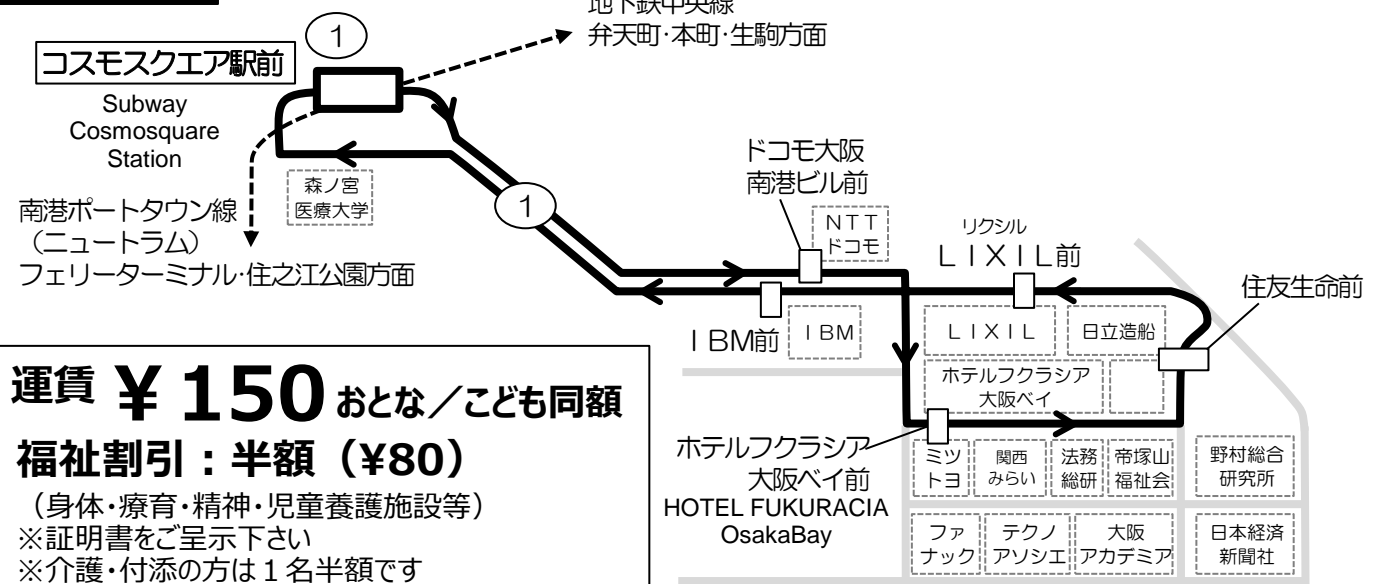 地下鉄中央線
弁天町･本町･生駒方面
①
コスモスクエア駅前
Subway
Cosmosquare
Station
森ノ宮
医療大学
南港ポートタウン線
（ニュートラム）
フェリーターミナル･住之江公園方面
①
ドコモ大阪
南港ビル前
ＮＴＴ
ドコモ
リクシル
ＬＩＸＩＬ前
住友生命前
ＩＢＭ前
ＩＢＭ
ＬＩＸＩＬ
日立造船
ホテルフクラシア
大阪ベイ
ホテルフクラシア
大阪ベイ前
HOTEL FUKURACIA
OsakaBay
ミツ
トヨ
関西
みらい
法務
総研
帝塚山
福祉会
野村総合
研究所
ファ
ナック
テクノ
アソシエ
大阪
アカデミア
日本経済
新聞社
運賃 ￥150 おとな／こども同額
福祉割引：半額（¥80）
（身体･療育･精神･児童養護施設等）
※証明書をご呈示下さい
※介護･付添の方は１名半額です